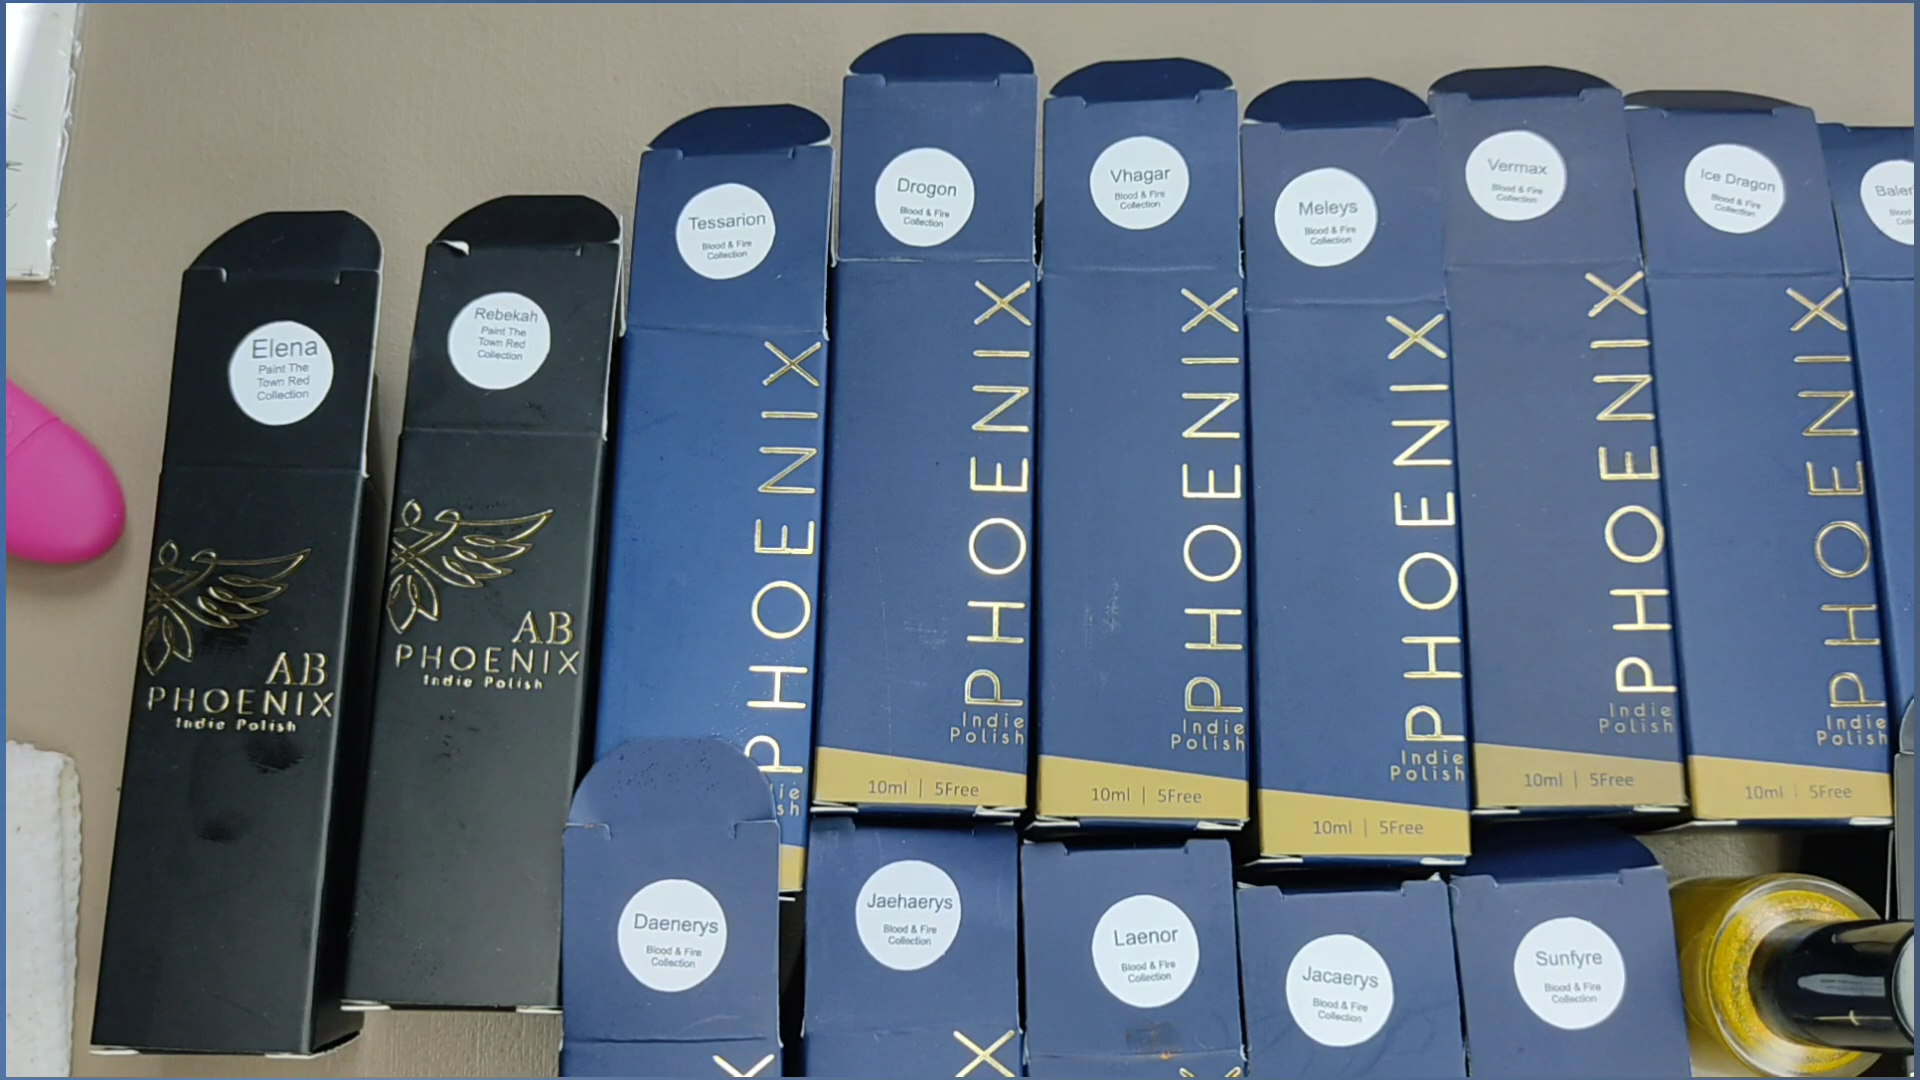 Elena
Paint The
Town Red
Collection
AB
PHOENIX
Indie Polish
Rebekah
Paint The
Town Red
Collection
AB
PHOENIX
Indie Polish
Tessarion
Blood & Fire
Collection
PHOENIX
Drogon
Blood & Fire
Collection
PHOENIX
Indie
Polish
10ml | 5Free
Vhagar
Blood & Fire
Collection
PHOENIX
Indie
Polish
10ml | 5Free
Meleys
Blood & Fire
Collection
PHOENIX
Indie
Polish
10ml | 5Free
Vermax
Blood & Fire
Collection
PHOENIX
Indie
Polish
10ml | 5Free
Ice Dragon
Blood & Fire
Collection
PHOENIX
Indie
Polish
10ml | 5Free
Daenerys
Blood & Fire
Collection
X
Jaehaerys
Blood & Fire
Collection
X
Laenor
Blood & Fire
Collection
Jacaerys
Blood & Fire
Collection
Sunfyre
Blood & Fire
Collection